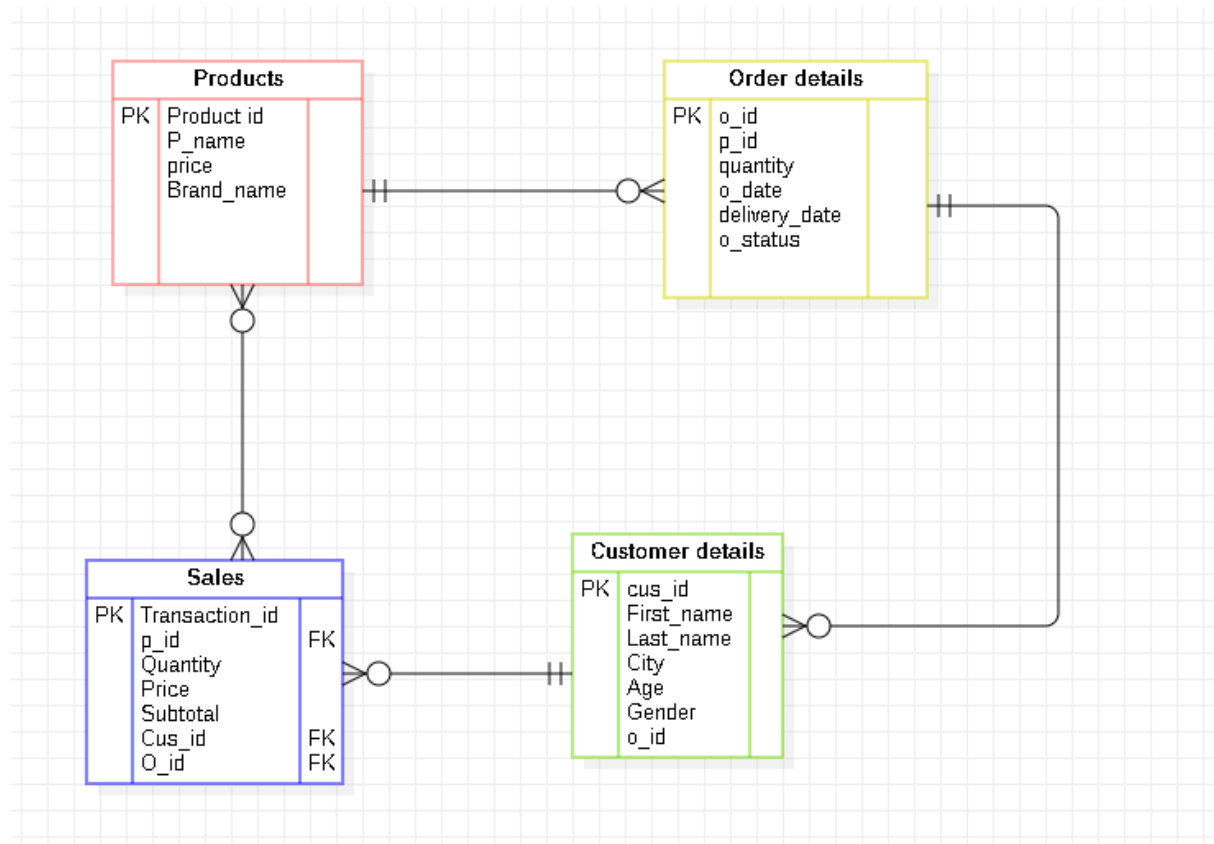 Products
PK Product id
P_name
price
Brand_name
Order details
PK o_id
p_id
quantity
o_date
delivery_date
o_status
Sales
PK Transaction_id
p_id FK
Quantity
Price
Subtotal
Cus_id FK
O_id FK
Customer details
PK cus_id
First_name
Last_name
City
Age
Gender
o_id